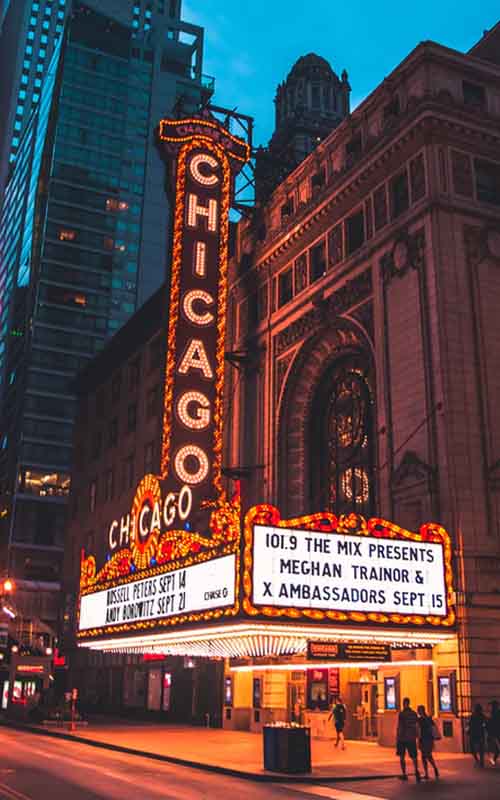 CHASE
CHICAGO
CHICAGO
RUSSELL PETERS SEPT 14
ANDY BOROWITZ SEPT 21
CHASE
101.9 THE MIX PRESENTS
MEGHAN TRAINOR &
X AMBASSADORS SEPT 15